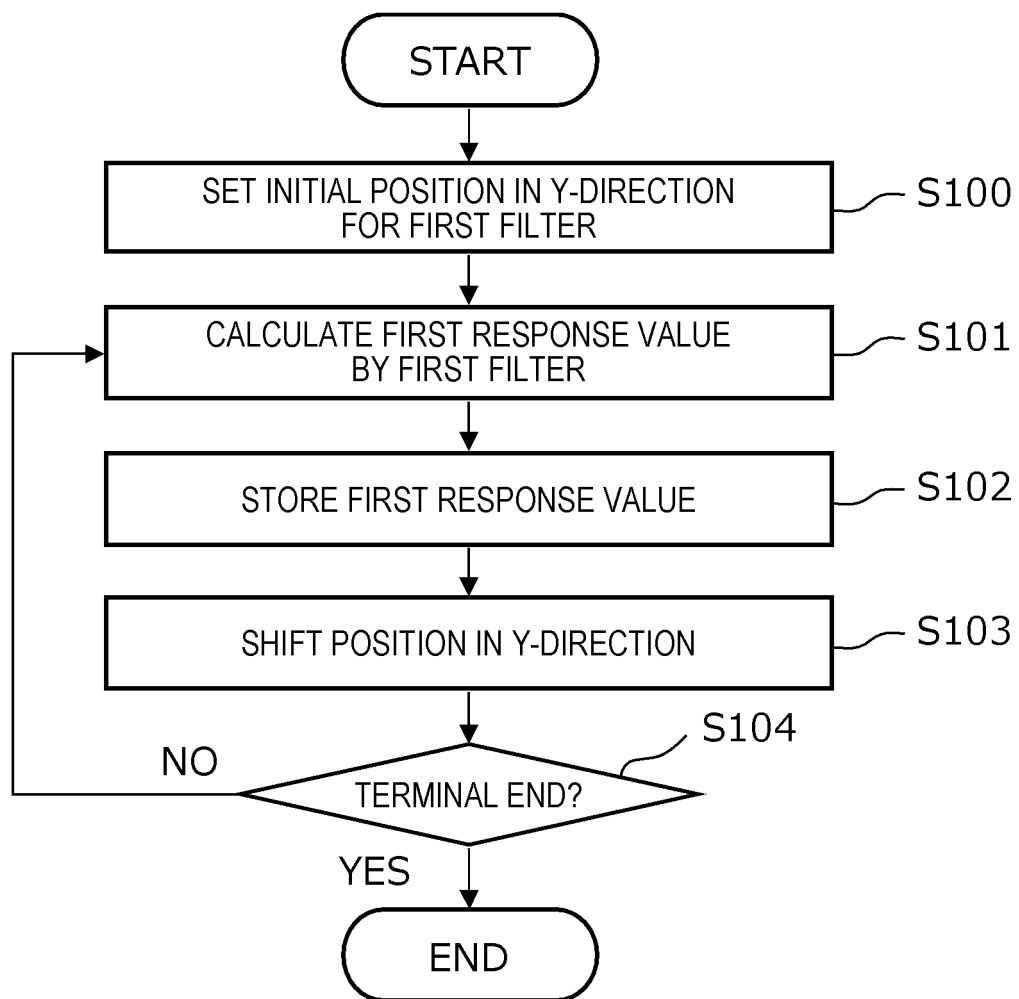 START
SET INITIAL POSITION IN Y-DIRECTION
FOR FIRST FILTER
S100
CALCULATE FIRST RESPONSE VALUE
BY FIRST FILTER
S101
STORE FIRST RESPONSE VALUE
S102
SHIFT POSITION IN Y-DIRECTION
S103
S104
NO
TERMINAL END?
YES
END